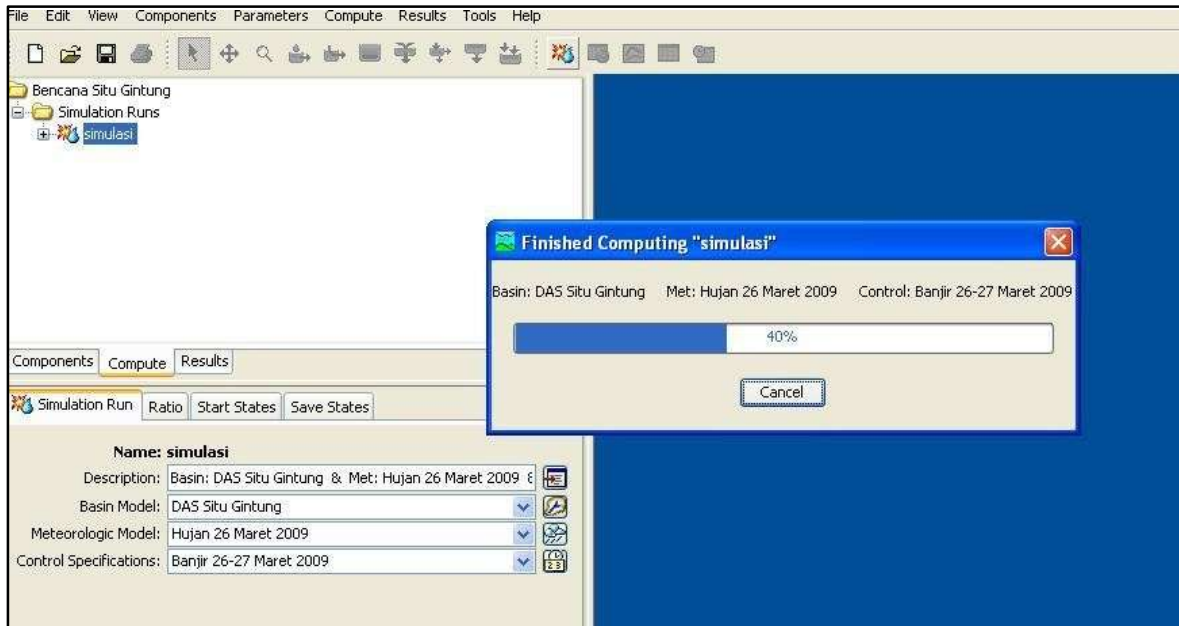 File Edit View Components Parameters Compute Results Tools Help
Bencana Situ Gintung
Simulation Runs
simulasi
Finished Computing "simulasi"
Basin: DAS Situ Gintung Met: Hujan 26 Maret 2009 Control: Banjir 26-27 Maret 2009
40%
Cancel
Components Compute Results
Simulation Run Ratio Start States Save States
Name: simulasi
Description: Basin: DAS Situ Gintung & Met: Hujan 26 Maret 2009
Basin Model: DAS Situ Gintung
Meteorologic Model: Hujan 26 Maret 2009
Control Specifications: Banjir 26-27 Maret 2009